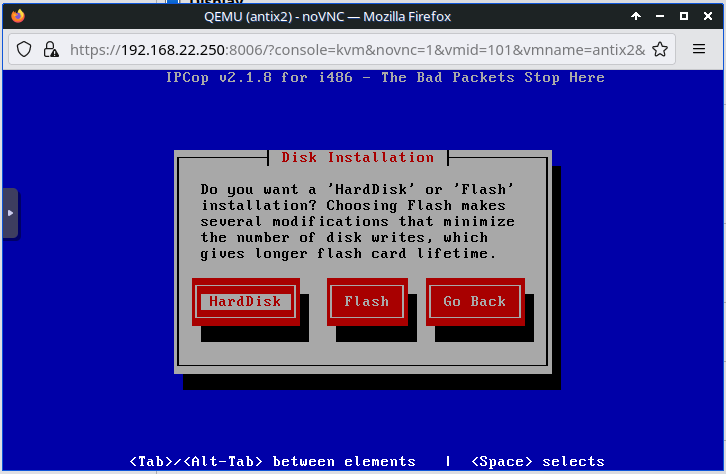 QEMU (antix2) - noVNC — Mozilla Firefox
https://192.168.22.250:8006/?console=kvm&novnc=1&vmid=101&vmname=antix2&
IPCop v2.1.8 for i486 - The Bad Packets Stop Here
Disk Installation
Do you want a 'HardDisk' or 'Flash'
installation? Choosing Flash makes
several modifications that minimize
the number of disk writes, which
gives longer flash card lifetime.
HardDisk Flash Go Back
<Tab>/<Alt-Tab> between elements | <Space> selects